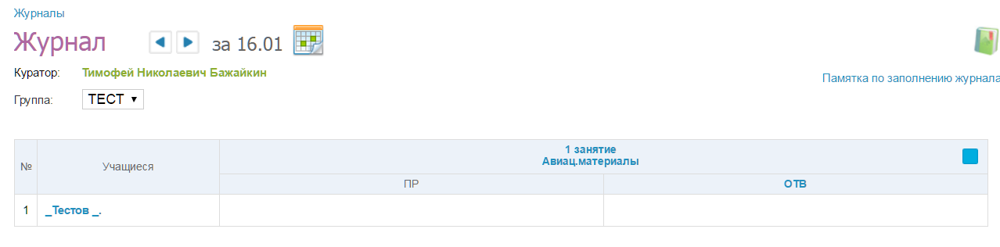 Журналы
Журнал за 16.01
Куратор: Тимофей Николаевич Бажайкин
Памятка по заполнению журнала
Группа: ТЕСТ
№ Учащиеся
1 занятие
Авиац.материалы
ПР ОТВ
1 _Тестов _.